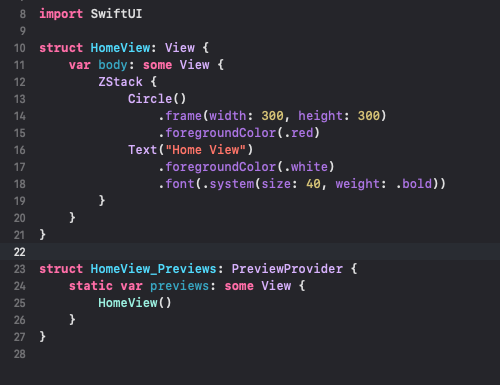 8 import SwiftUI
9
10 struct HomeView: View {
11     var body: some View {
12         ZStack {
13             Circle()
14                 .frame(width: 300, height: 300)
15                 .foregroundColor(.red)
16             Text("Home View")
17                 .foregroundColor(.white)
18                 .font(.system(size: 40, weight: .bold))
19         }
20     }
21 }
22
23 struct HomeView_Previews: PreviewProvider {
24     static var previews: some View {
25         HomeView()
26     }
27 }
28